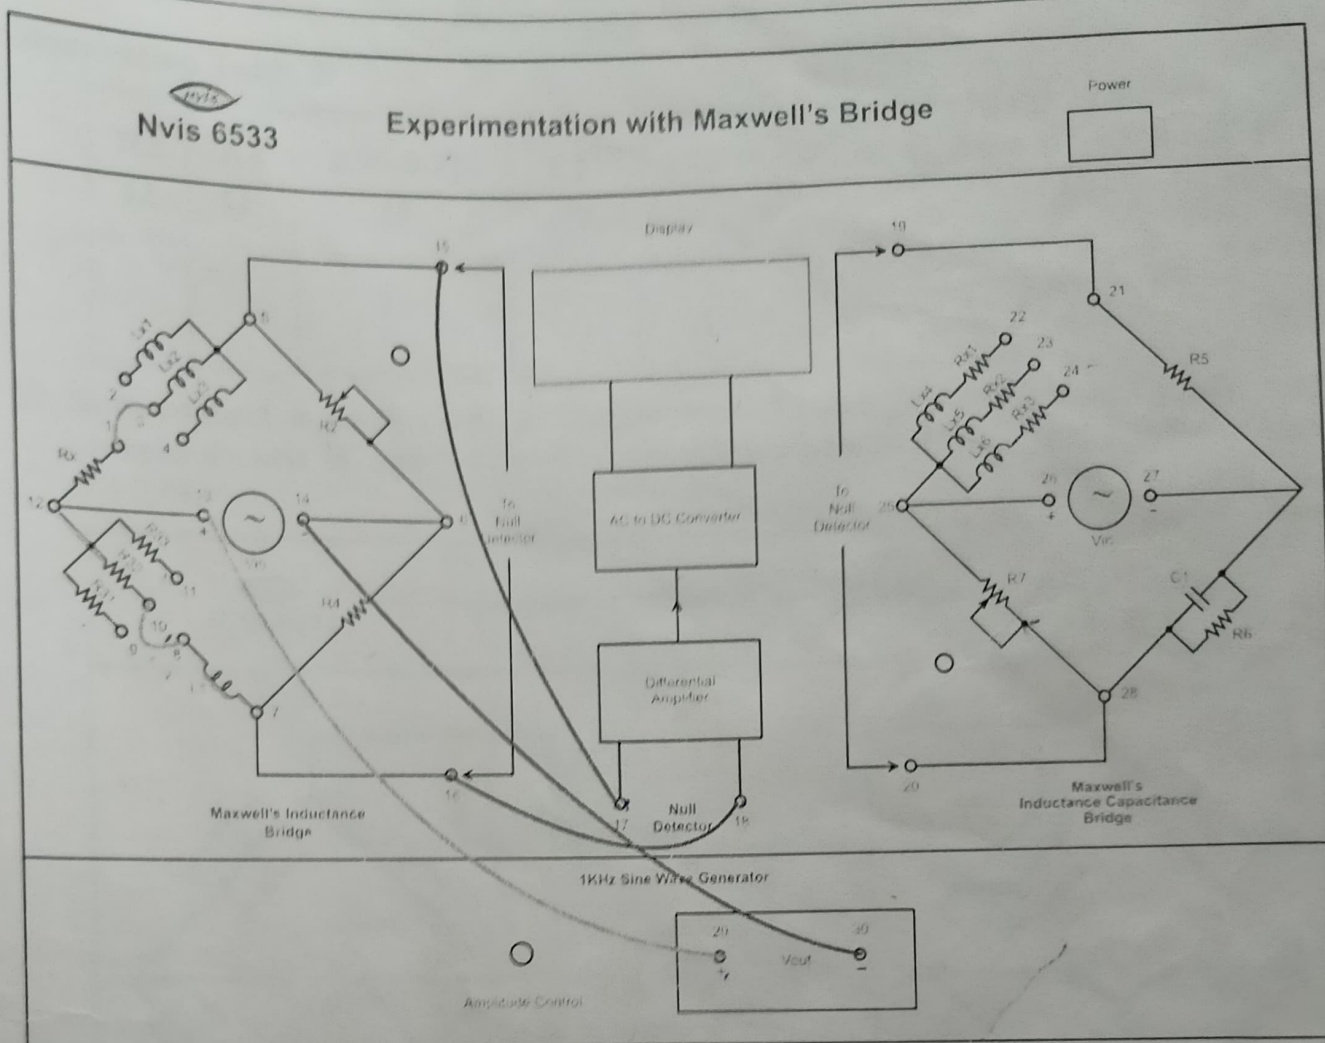 nvis
Nvis 6533
Experimentation with Maxwell's Bridge
Power
Display
15
19
5
21
Lx1
Lx2
Lx3
2
3
4
1
Rx
R2
12
13
+
14
6
To
Null
Detector
AC to DC Converter
R4
11
10
9
8
7
Differential
Amplifier
16
17
Null
Detector
18
Maxwell's Inductance
Bridge
22
23
24
Rx1
Rx2
Rx3
Lx4
Lx5
Lx6
R5
To
Null
Detector
25
26
+
27
-
Vin
R7
C1
R6
28
20
Maxwell's
Inductance Capacitance
Bridge
1KHz Sine Wave Generator
29
30
+
Vout
-
Amplitude Control